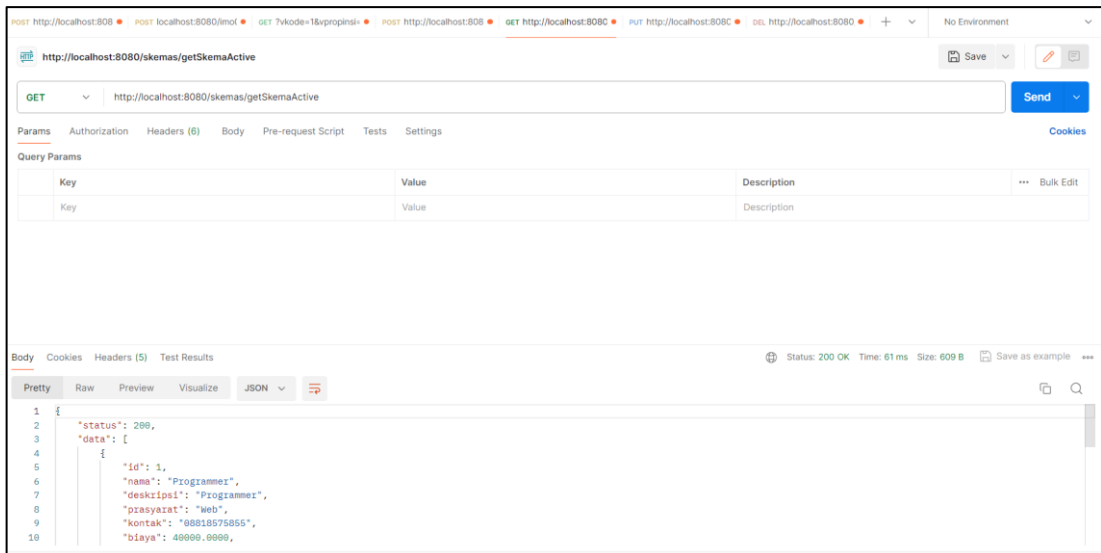 POST http://localhost:808 POST localhost:8080/imol GET ?vkode=1&vpropinsi= POST http://localhost:808 GET http://localhost:8080 PUT http://localhost:8080 DEL http://localhost:8080 + No Environment
HTTP http://localhost:8080/skemas/getSkemaActive Save
GET http://localhost:8080/skemas/getSkemaActive Send
Params Authorization Headers (6) Body Pre-request Script Tests Settings Cookies
Query Params
Key Value Description ••• Bulk Edit
Key Value Description
Body Cookies Headers (5) Test Results Status: 200 OK Time: 61 ms Size: 609 B Save as example •••
Pretty Raw Preview Visualize JSON
1 {
2 "status": 200,
3 "data": [
4 {
5 "id": 1,
6 "nama": "Programmer",
7 "deskripsi": "Programmer",
8 "prasyarat": "Web",
9 "kontak": "08818575855",
10 "biaya": 40000.0000,